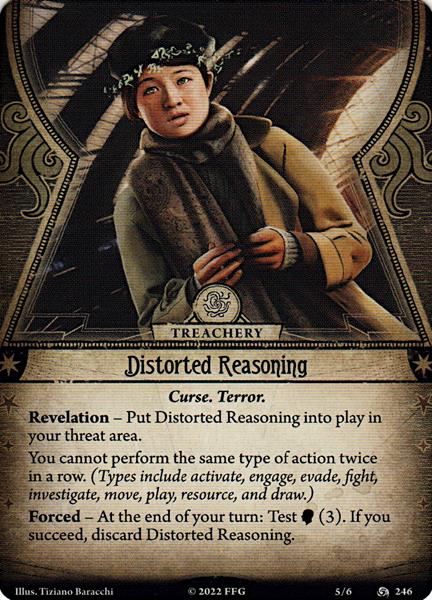 TREACHERY
Distorted Reasoning
Curse. Terror.
Revelation – Put Distorted Reasoning into play in
your threat area.
You cannot perform the same type of action twice
in a row. (Types include activate, engage, evade, fight,
investigate, move, play, resource, and draw.)
Forced – At the end of your turn: Test (3). If you
succeed, discard Distorted Reasoning.
Illus. Tiziano Baracchi © 2022 FFG 5/6 246